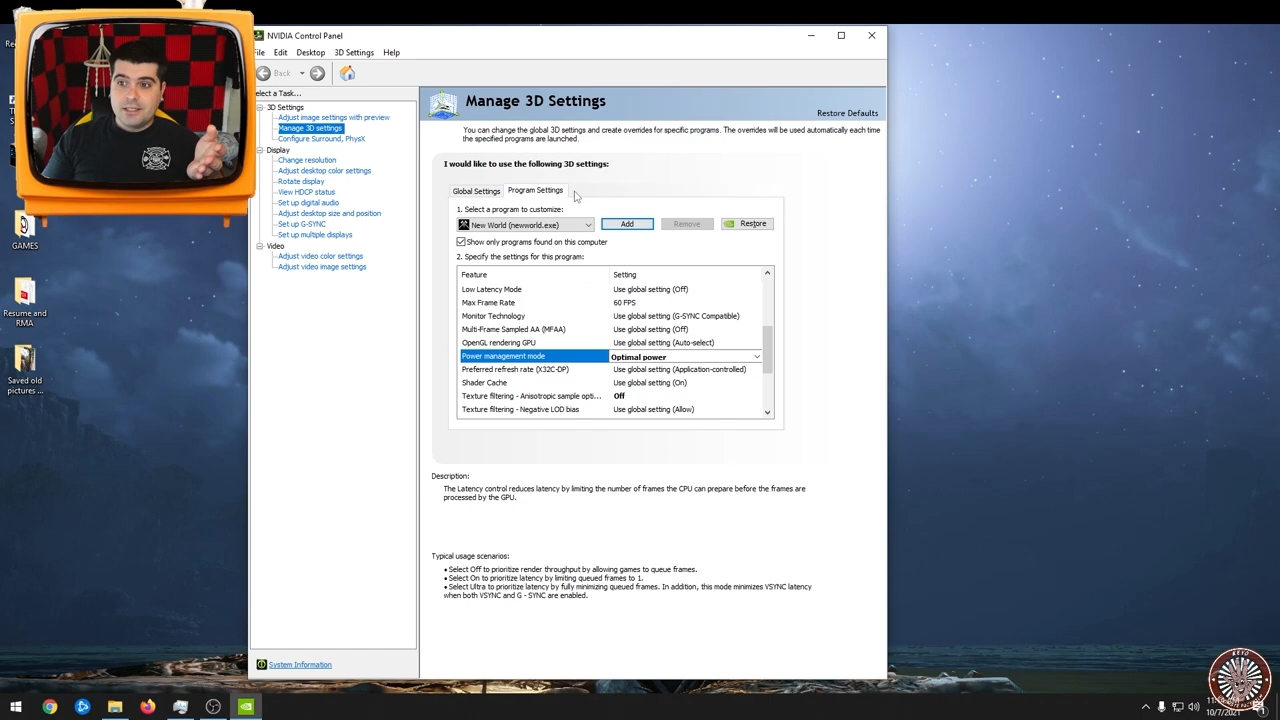 NVIDIA Control Panel
File Edit Desktop 3D Settings Help
Back
Select a Task...
3D Settings
Adjust image settings with preview
Manage 3D settings
Configure Surround, PhysX
Display
Change resolution
Adjust desktop color settings
Rotate display
View HDCP status
Set up digital audio
Adjust desktop size and position
Set up G-SYNC
Set up multiple displays
Video
Adjust video color settings
Adjust video image settings
System Information
Manage 3D Settings
Restore Defaults
You can change the global 3D settings and create overrides for specific programs. The overrides will be used automatically each time
the specified programs are launched.
I would like to use the following 3D settings:
Global Settings Program Settings
1. Select a program to customize:
New World (newworld.exe) Add Remove Restore
Show only programs found on this computer
2. Specify the settings for this program:
Feature Setting
Low Latency Mode Use global setting (Off)
Max Frame Rate 60 FPS
Monitor Technology Use global setting (G-SYNC Compatible)
Multi-Frame Sampled AA (MFAA) Use global setting (Off)
OpenGL rendering GPU Use global setting (Auto-select)
Power management mode Optimal power
Preferred refresh rate (X32C-DP) Use global setting (Application-controlled)
Shader Cache Use global setting (On)
Texture filtering - Anisotropic sample opti... Off
Texture filtering - Negative LOD bias Use global setting (Allow)
Description:
The Latency control reduces latency by limiting the number of frames the CPU can prepare before the frames are
processed by the GPU.
Typical usage scenarios:
• Select Off to prioritize render throughput by allowing games to queue frames.
• Select On to prioritize latency by limiting queued frames to 1.
• Select Ultra to prioritize latency by fully minimizing queued frames. In addition, this mode minimizes VSYNC latency
when both VSYNC and G - SYNC are enabled.
GAMES
Resume and
RMA
Saved old
pictures ...
10/7/2021